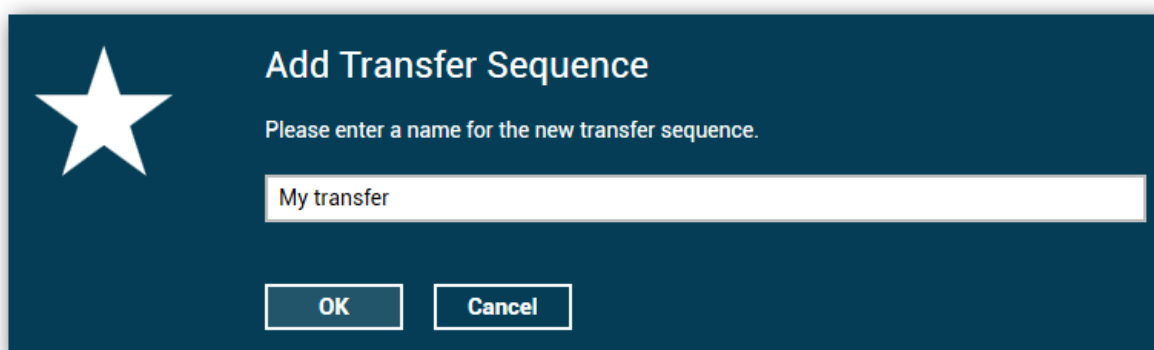 Add Transfer Sequence
Please enter a name for the new transfer sequence.
My transfer
OK Cancel